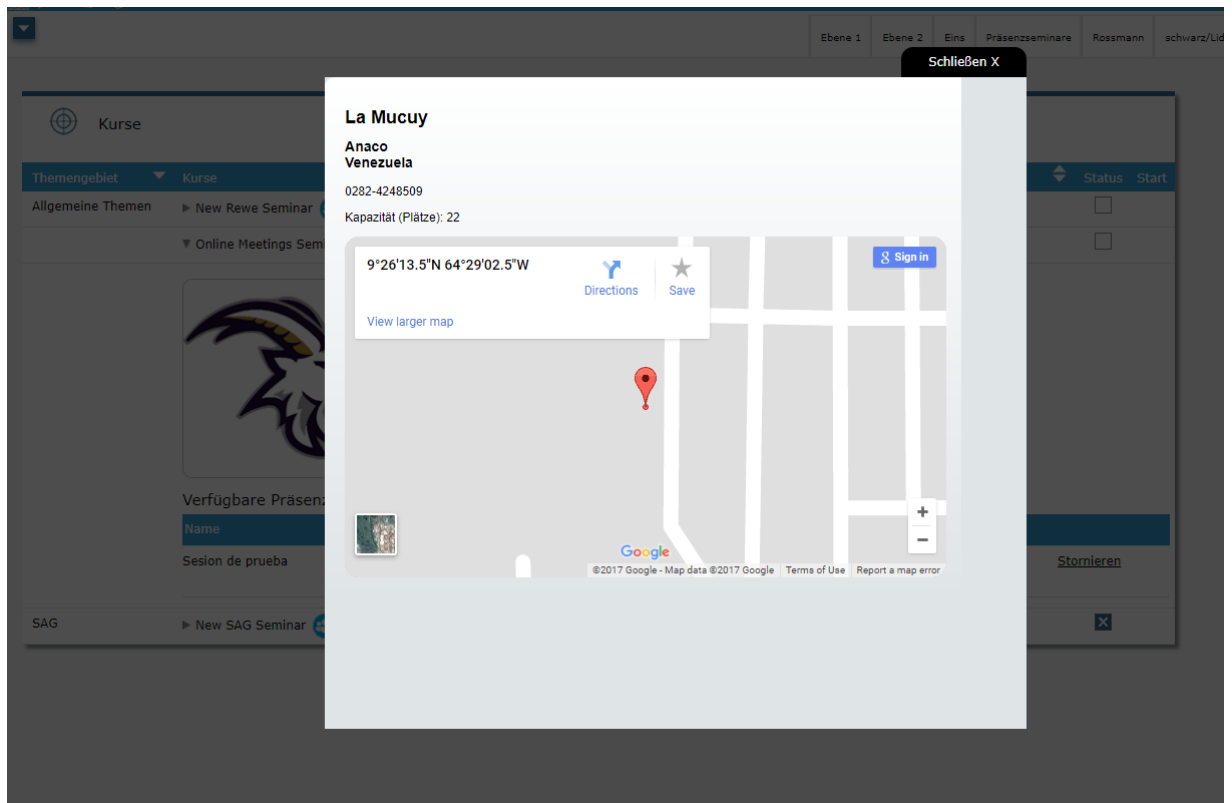 Ebene 1 Ebene 2 Eins Präsenzseminare Rossmann schwarz/Lid
Schließen X
Kurse
La Mucuy
Anaco
Venezuela
0282-4248509
Kapazität (Plätze): 22
Themengebiet Kurse Status Start
Allgemeine Themen New Rewe Seminar
Online Meetings Sem
9°26'13.5"N 64°29'02.5"W
Directions Save
View larger map
8 Sign in
Verfügbare Präsenz
Name
Sesion de prueba Stornieren
+
−
Google
©2017 Google - Map data ©2017 Google Terms of Use Report a map error
SAG New SAG Seminar